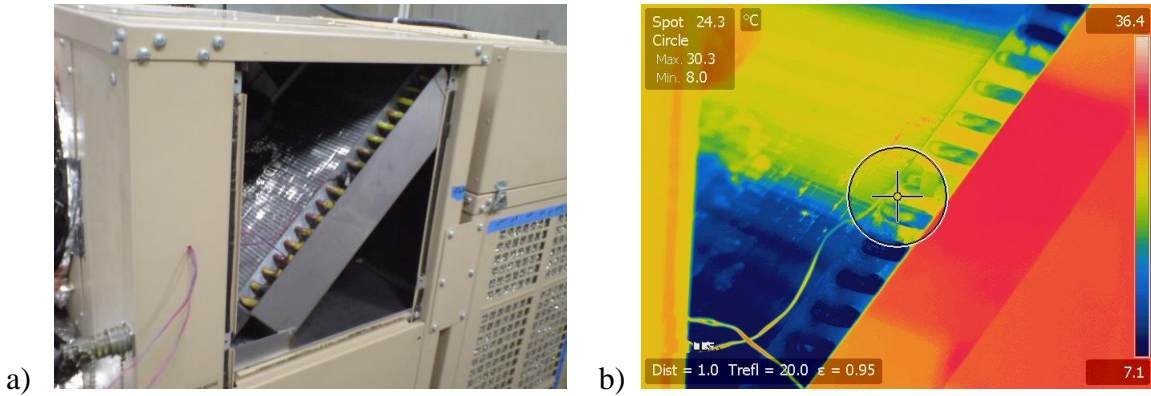 a)
b)
Spot 24.3 °C
Circle
Max. 30.3
Min. 8.0
36.4
Dist = 1.0 Trefl = 20.0 ε = 0.95
7.1